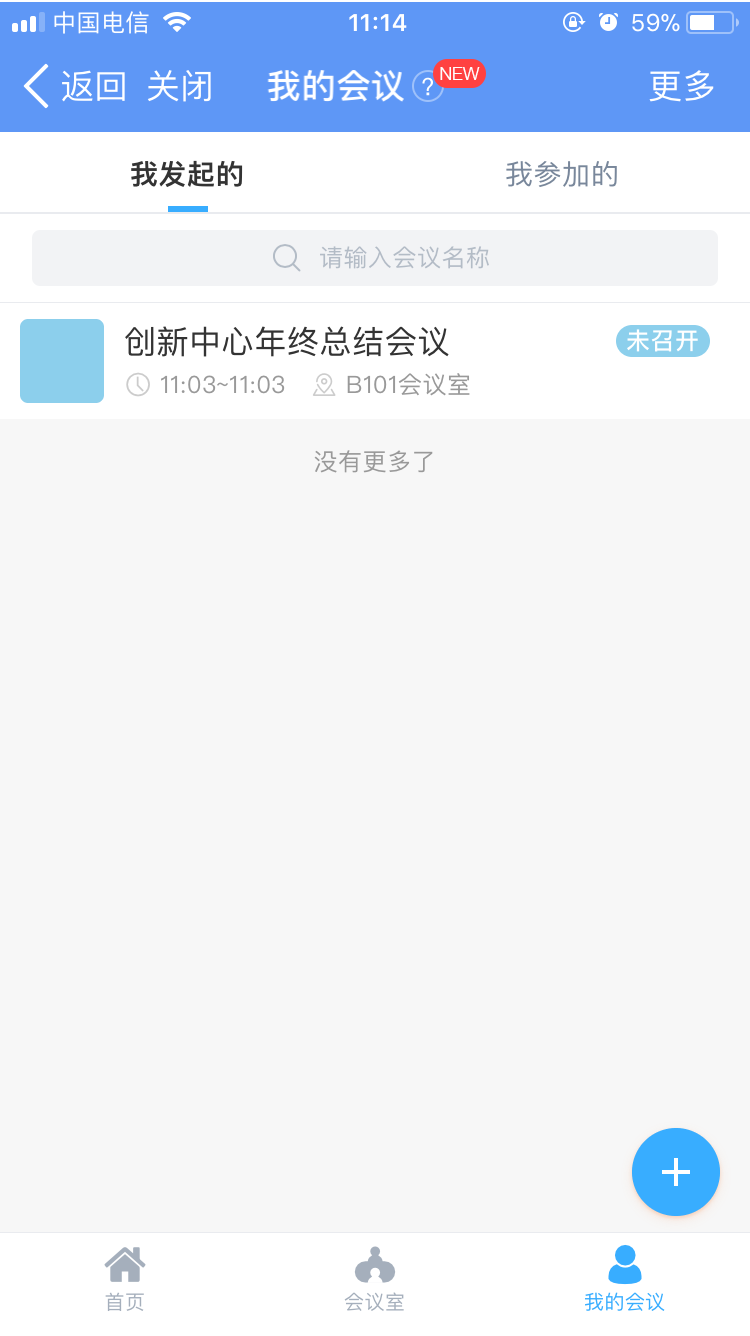 中国电信 11:14 59%
返回 关闭 我的会议 ? NEW 更多
我发起的 我参加的
请输入会议名称
创新中心年终总结会议 未召开
11:03~11:03 B101会议室
没有更多了
首页 会议室 我的会议